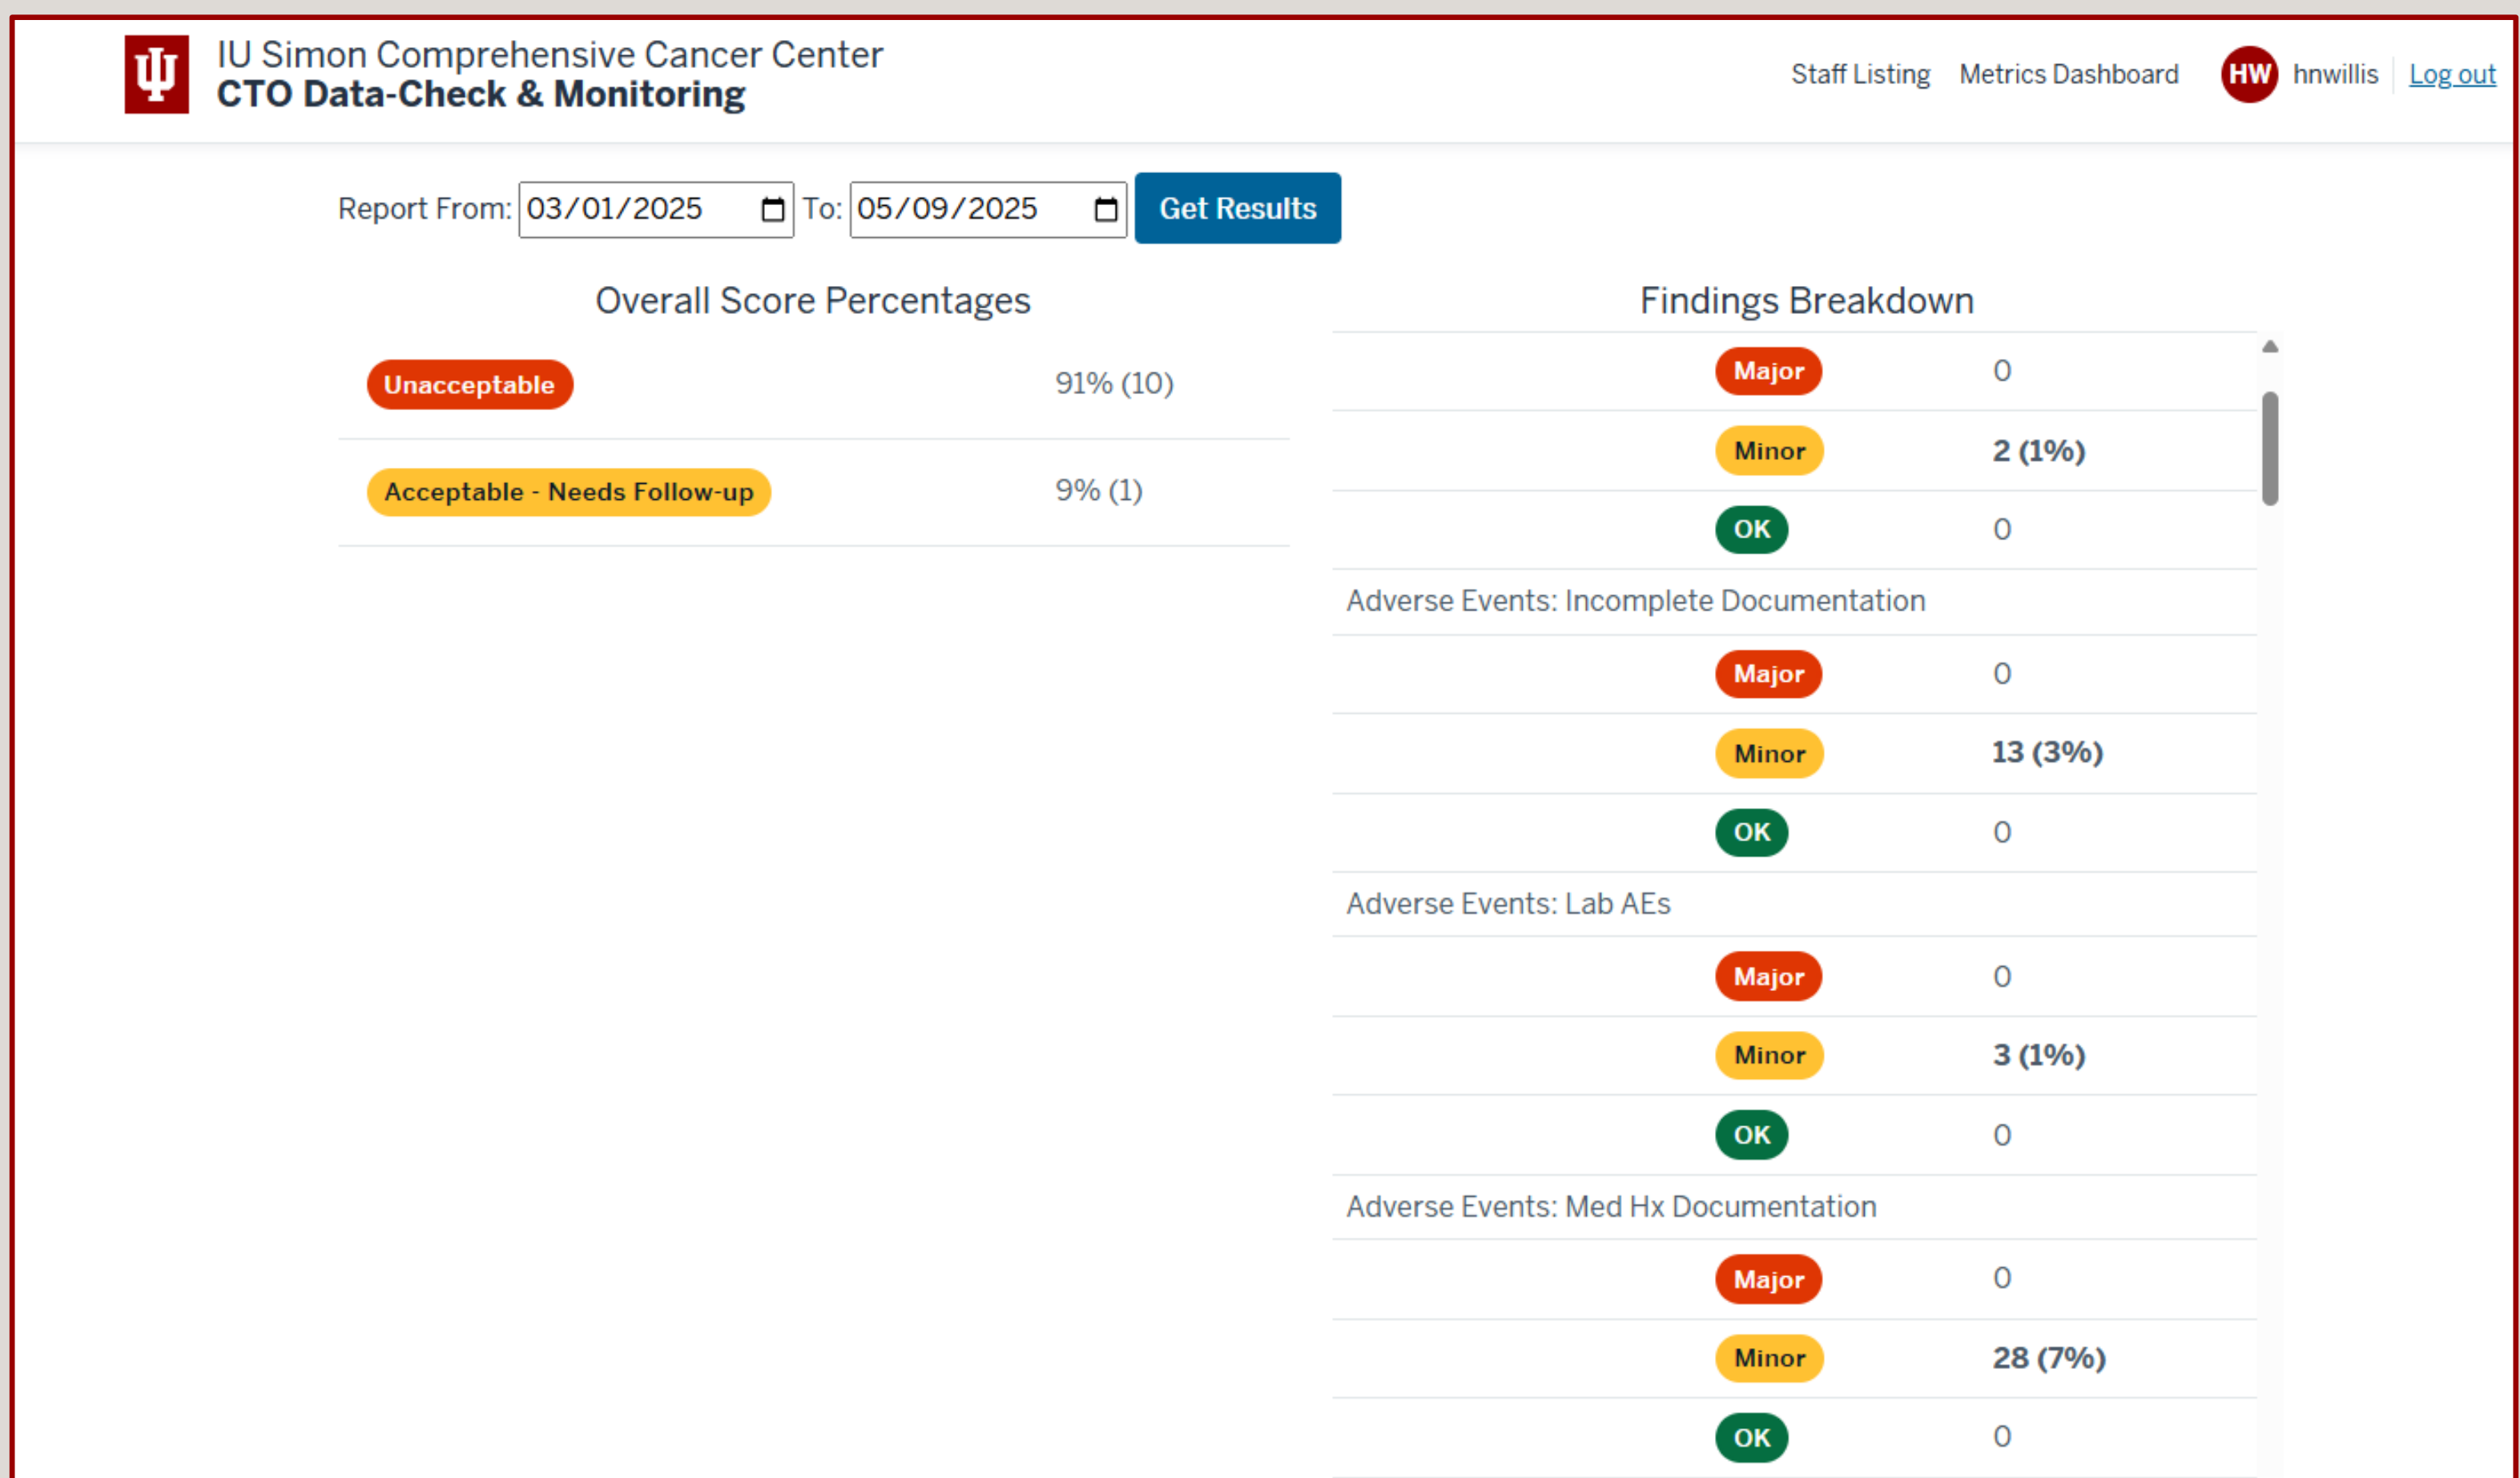 IU Simon Comprehensive Cancer Center
CTO Data-Check & Monitoring
Staff Listing Metrics Dashboard HW hnwillis Log out
Report From: 03/01/2025 To: 05/09/2025 Get Results
Overall Score Percentages
Unacceptable 91% (10)
Acceptable - Needs Follow-up 9% (1)
Findings Breakdown
Major 0
Minor 2 (1%)
OK 0
Adverse Events: Incomplete Documentation
Major 0
Minor 13 (3%)
OK 0
Adverse Events: Lab AEs
Major 0
Minor 3 (1%)
OK 0
Adverse Events: Med Hx Documentation
Major 0
Minor 28 (7%)
OK 0